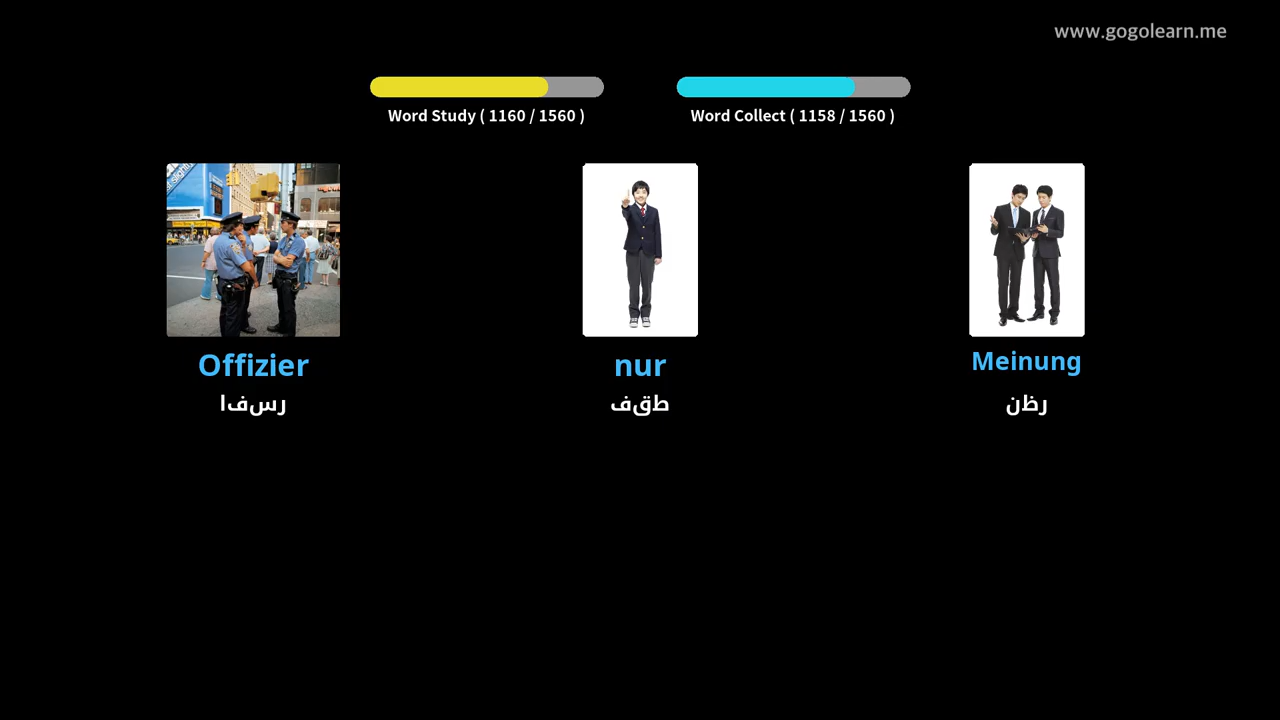 www.gogolearn.me
Word Study ( 1160 / 1560 )
Word Collect ( 1158 / 1560 )
Offizier
رسفا
nur
طقف
Meinung
رظن